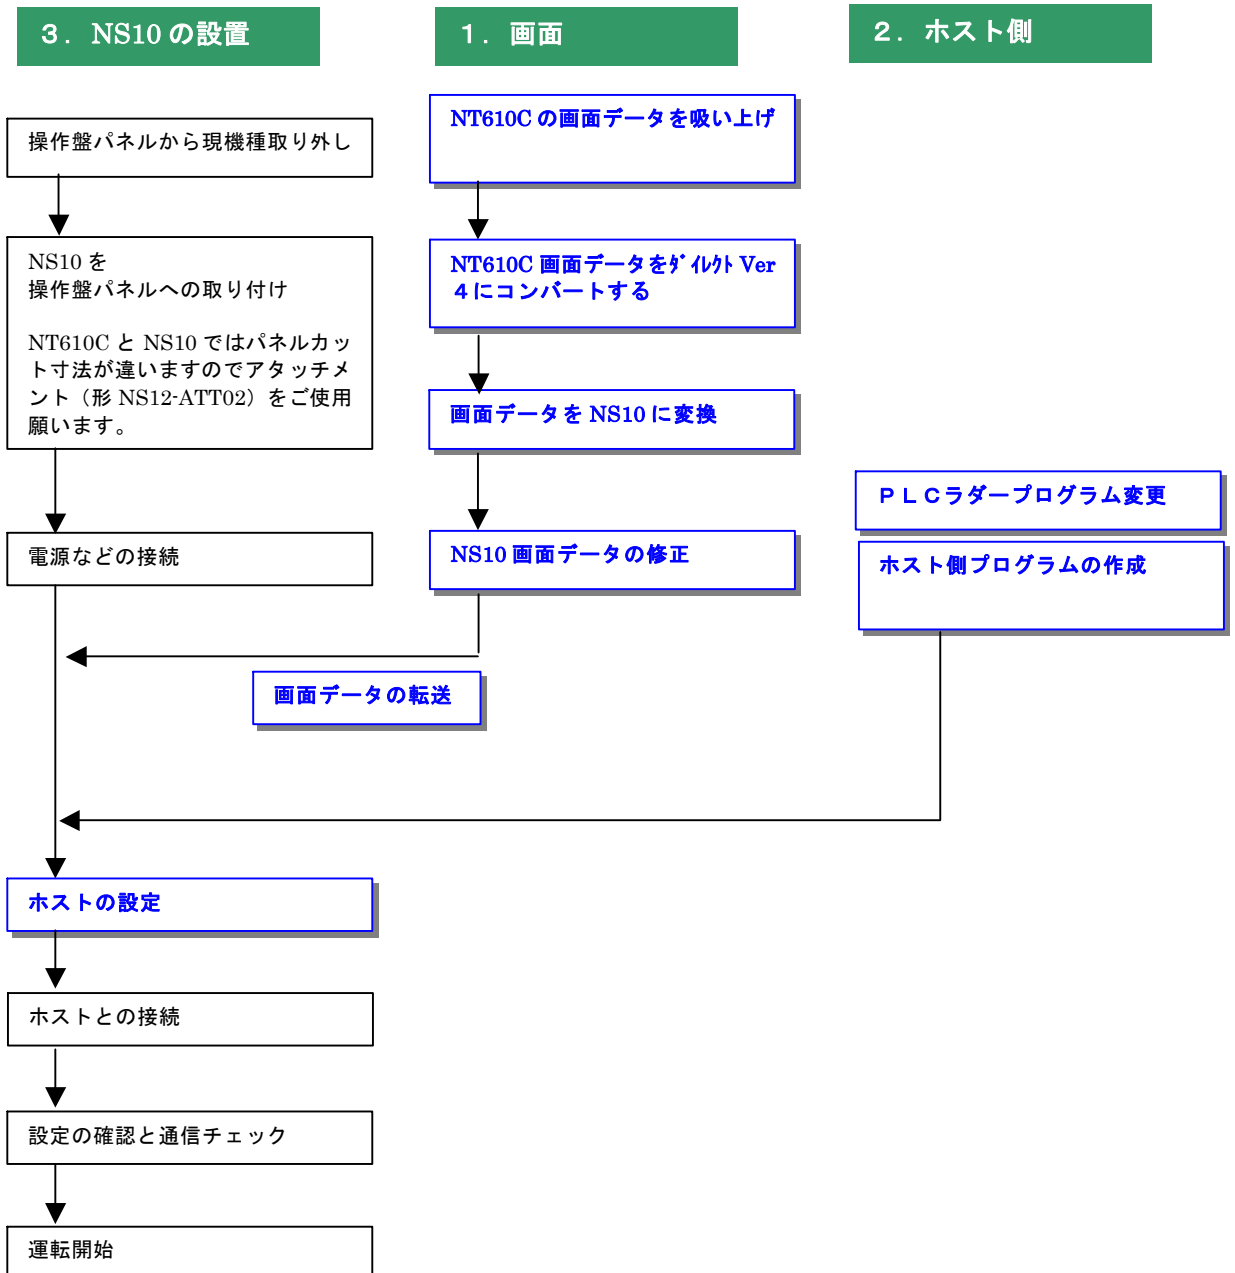 ３．NS10 の設置
１．画面
２．ホスト側
操作盤パネルから現機種取り外し
NS10 を
操作盤パネルへの取り付け
NT610C と NS10 ではパネルカッ
ト寸法が違いますのでアタッチメ
ント（形 NS12-ATT02）をご使用
願います。
電源などの接続
NT610C の画面データを吸い上げ
NT610C 画面データをﾀﾞｲﾚｸﾄ Ver
４にコンバートする
画面データを NS10 に変換
NS10 画面データの修正
画面データの転送
ＰＬＣラダープログラム変更
ホスト側プログラムの作成
ホストの設定
ホストとの接続
設定の確認と通信チェック
運転開始